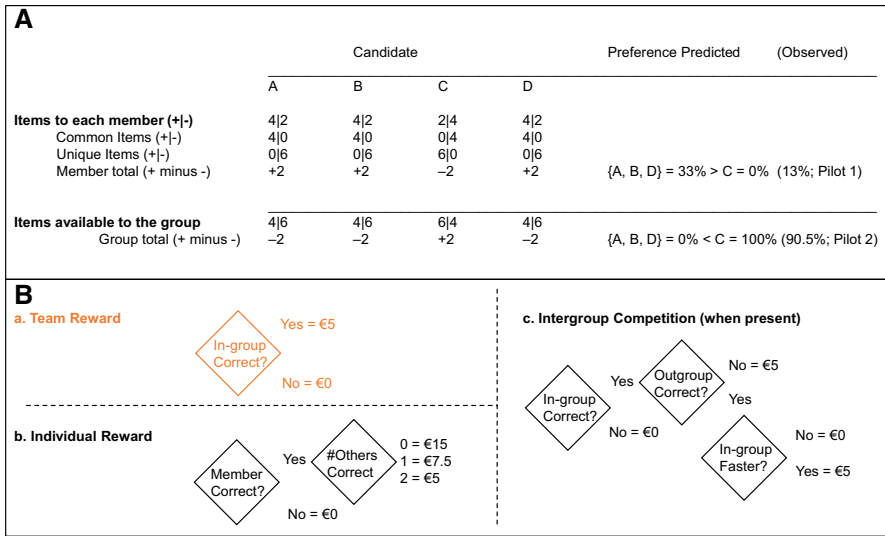 A
Candidate Preference Predicted (Observed)
A B C D
Items to each member (+|-) 4|2 4|2 2|4 4|2
Common Items (+|-) 4|0 4|0 0|4 4|0
Unique Items (+|-) 0|6 0|6 6|0 0|6
Member total (+ minus -) +2 +2 –2 +2 {A, B, D} = 33% > C = 0% (13%; Pilot 1)
Items available to the group 4|6 4|6 6|4 4|6
Group total (+ minus -) –2 –2 +2 –2 {A, B, D} = 0% < C = 100% (90.5%; Pilot 2)
B
a. Team Reward
Yes = €5
In-group
Correct?
No = €0
b. Individual Reward
Member
Correct?
Yes
No = €0
#Others
Correct
0 = €15
1 = €7.5
2 = €5
c. Intergroup Competition (when present)
In-group
Correct?
Yes
No = €0
Outgroup
Correct?
No = €5
Yes
In-group
Faster?
No = €0
Yes = €5